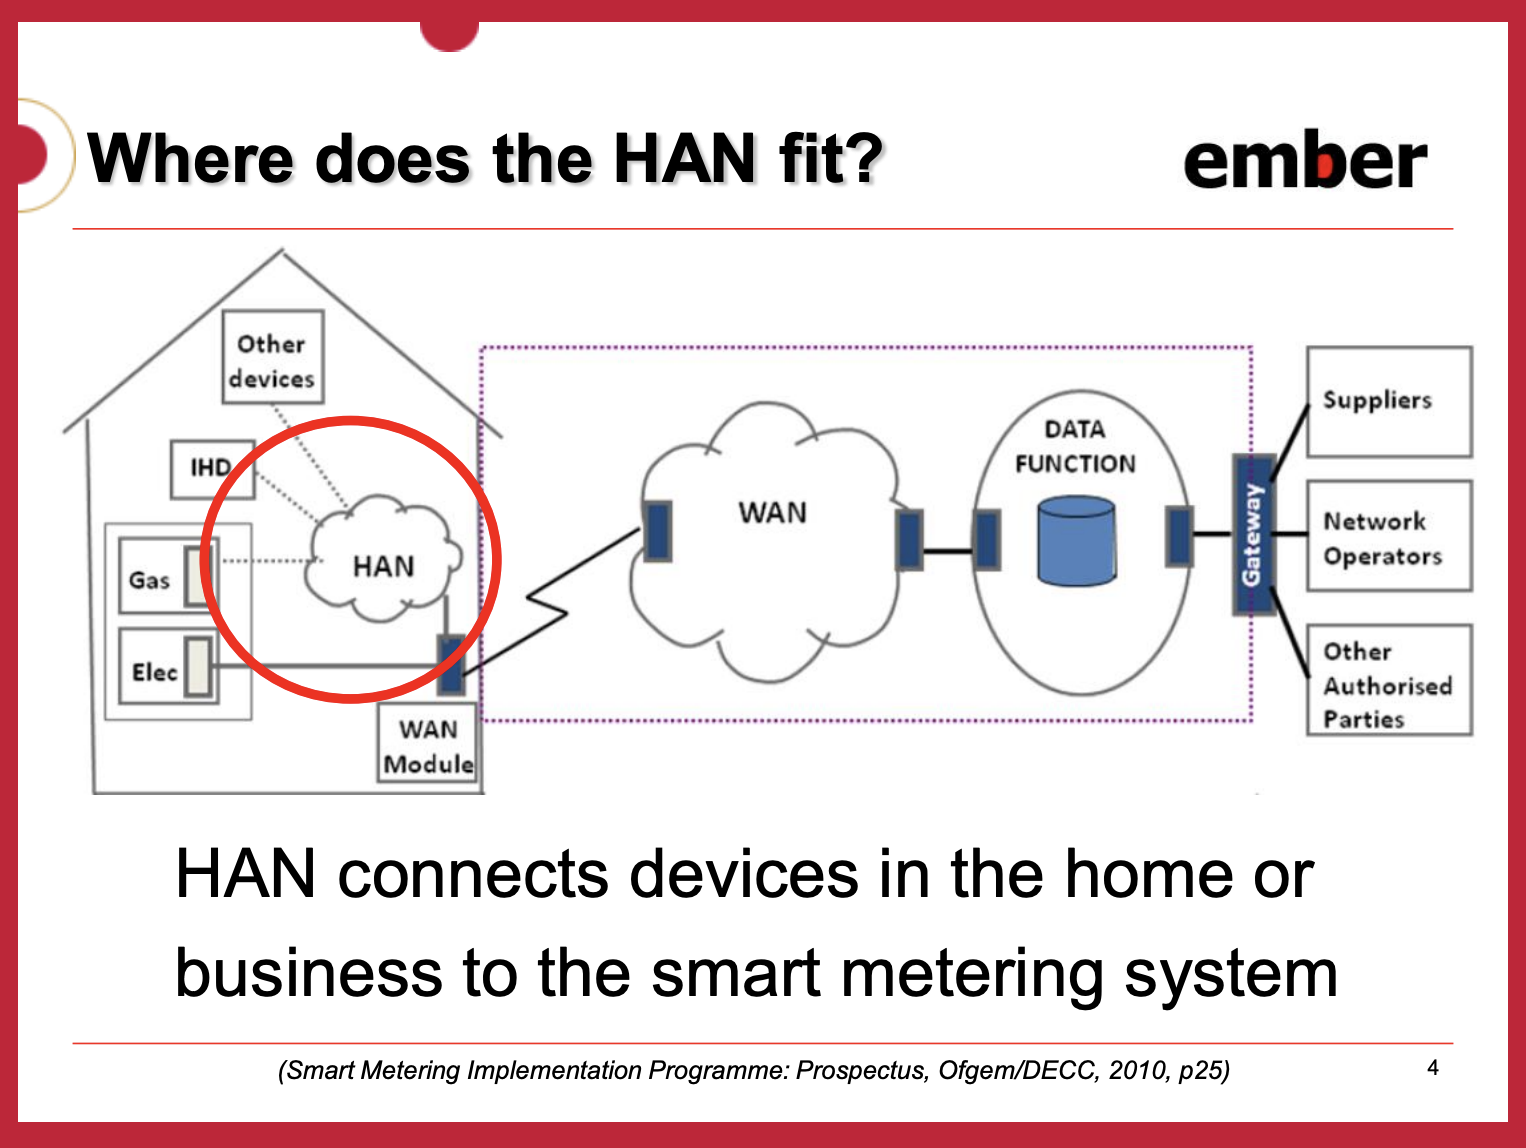 Where does the HAN fit?
ember
Other
devices
IHD
Gas
Elec
HAN
WAN
Module
WAN
DATA
FUNCTION
Gateway
Suppliers
Network
Operators
Other
Authorised
Parties
HAN connects devices in the home or
business to the smart metering system
(Smart Metering Implementation Programme: Prospectus, Ofgem/DECC, 2010, p25)
4